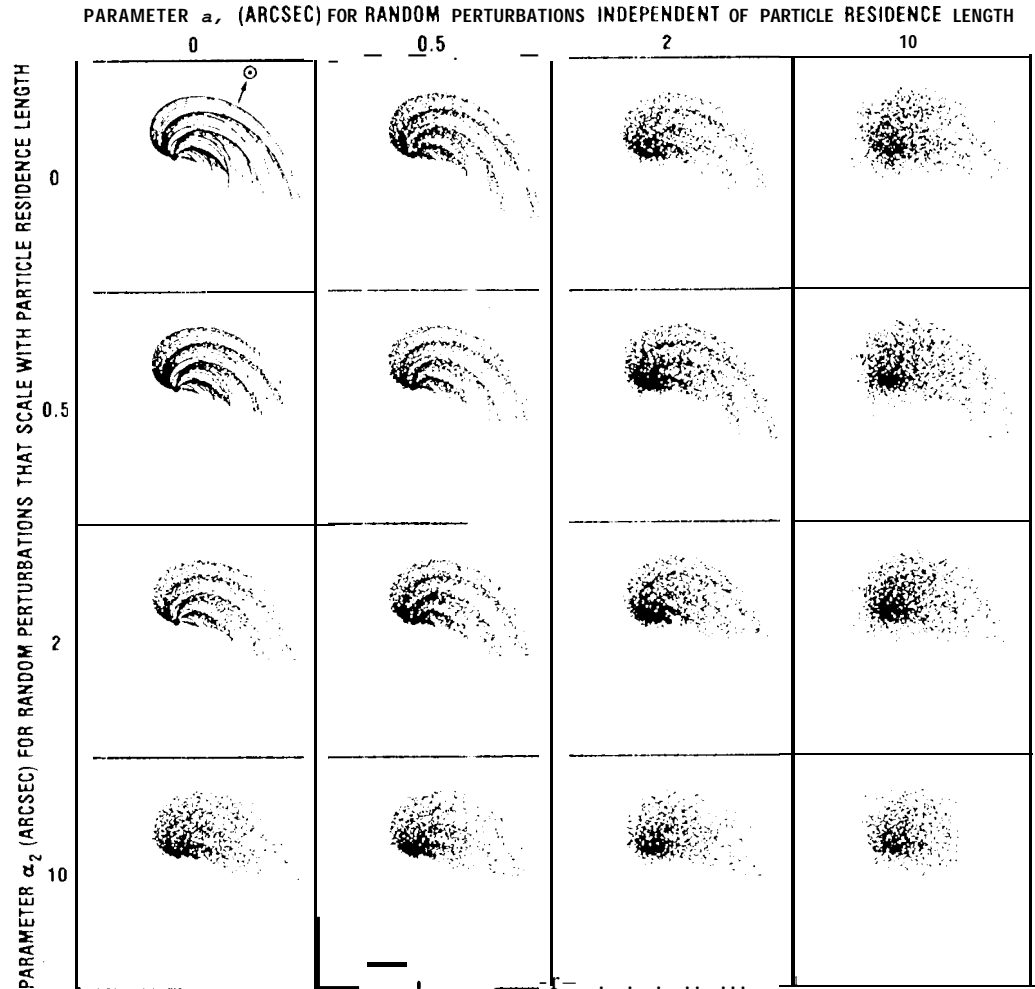 PARAMETER a, (ARCSEC) FOR RANDOM PERTURBATIONS INDEPENDENT OF PARTICLE RESIDENCE LENGTH
0 0.5 2 10
PARAMETER α₂ (ARCSEC) FOR RANDOM PERTURBATIONS THAT SCALE WITH PARTICLE RESIDENCE LENGTH
0
0.5
2
10